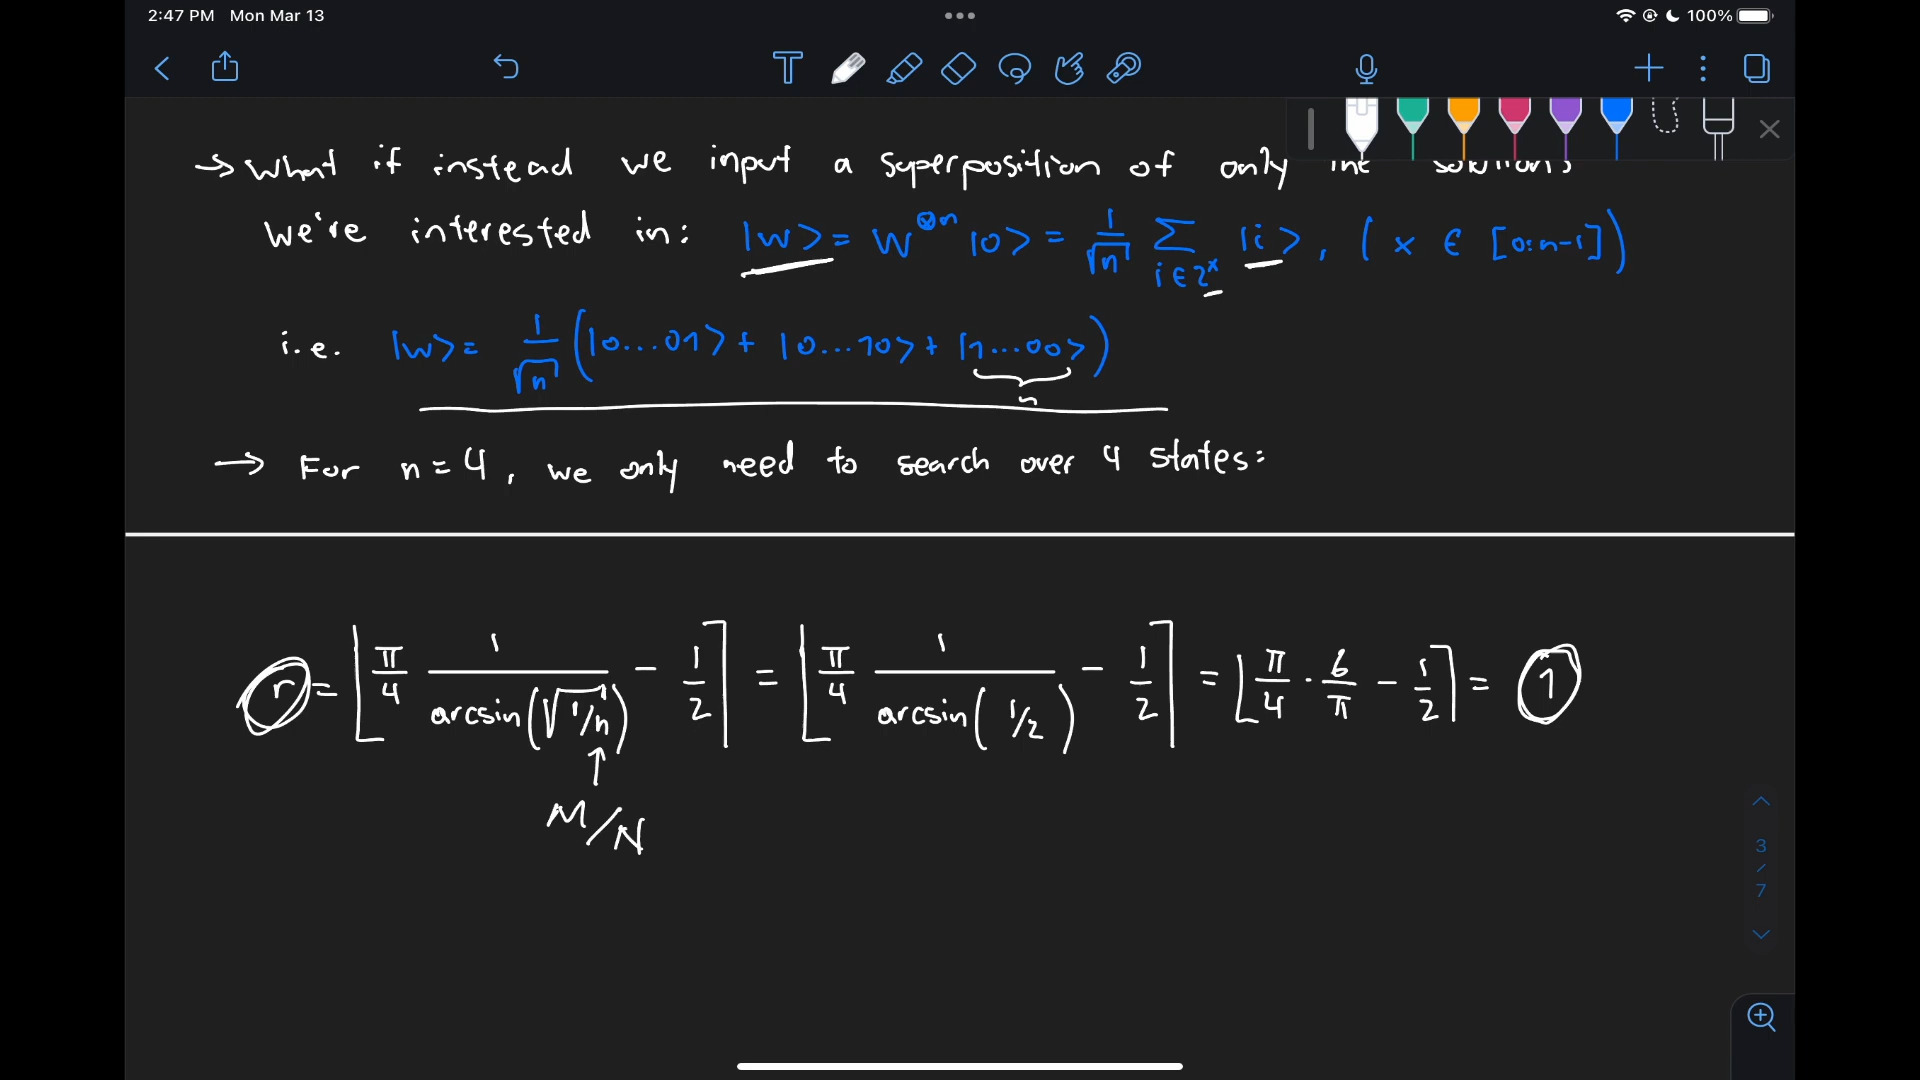 2:47 PM Mon Mar 13
100%
→ What if instead we input a superposition of only the solutions
we're interested in: |W> = W^⊗n |0> = 1/√n Σ_{i∈2^x} |i>, (x ∈ [0:n-1])
i.e. |W> = 1/√n (|0...01> + |0...10> + |1...00>)
n
→ For n=4, we only need to search over 4 states:
r = ⌊π/4 1/arcsin(√1/n) - 1/2⌉ = ⌊π/4 1/arcsin(1/2) - 1/2⌉ = ⌊π/4 · 6/π - 1/2⌉ = 1
↑
M/N
3
/
7